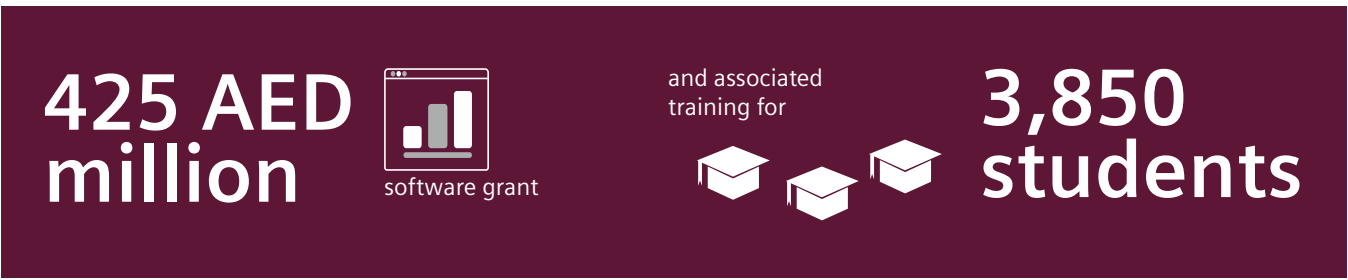 425 AED
million
software grant
and associated
training for
3,850
students